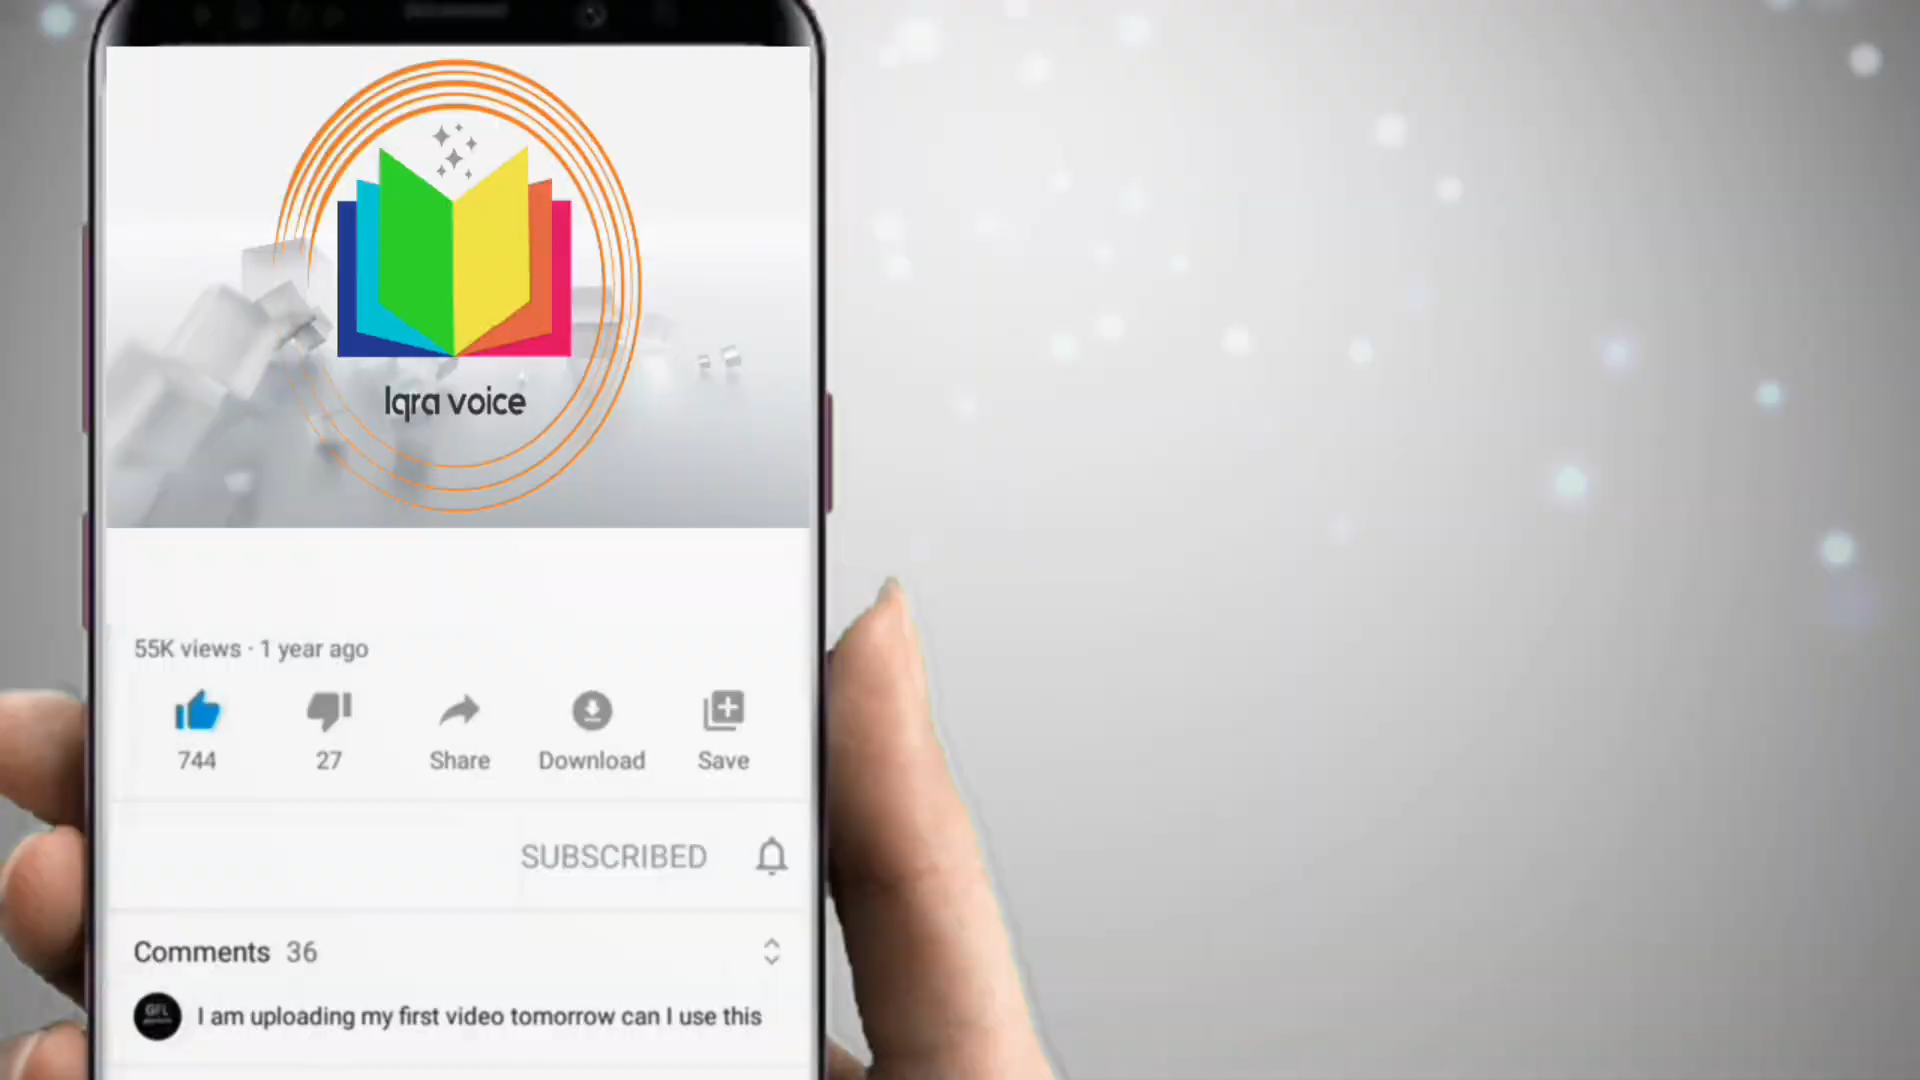 Iqra voice
55K views · 1 year ago
744
27
Share
Download
Save
SUBSCRIBED
Comments 36
GFL
I am uploading my first video tomorrow can I use this